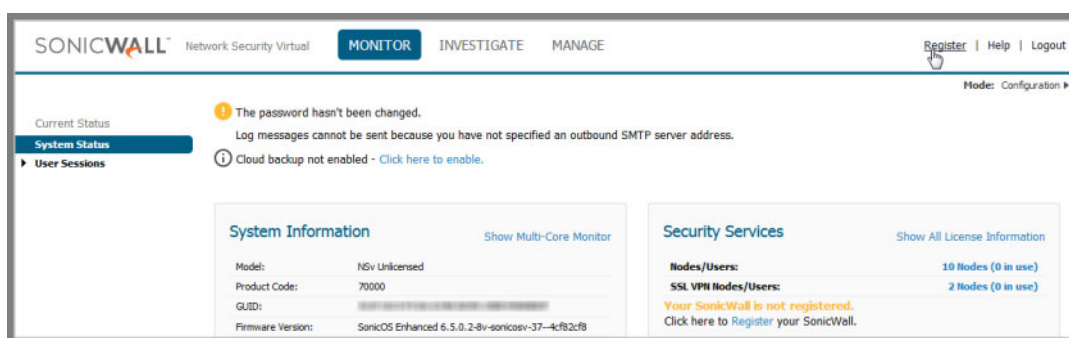 SONICWALL Network Security Virtual MONITOR INVESTIGATE MANAGE Register | Help | Logout
Mode: Configuration
The password hasn't been changed.
Current Status
Log messages cannot be sent because you have not specified an outbound SMTP server address.
System Status
Cloud backup not enabled - Click here to enable.
User Sessions
System Information Show Multi-Core Monitor
Model: NSv Unlicensed
Product Code: 70000
GUID:
Firmware Version: SonicOS Enhanced 6.5.0.2-8v-sonicosv-37--4cf82cf8
Security Services Show All License Information
Nodes/Users: 10 Nodes (0 in use)
SSL VPN Nodes/Users: 2 Nodes (0 in use)
Your SonicWall is not registered.
Click here to Register your SonicWall.